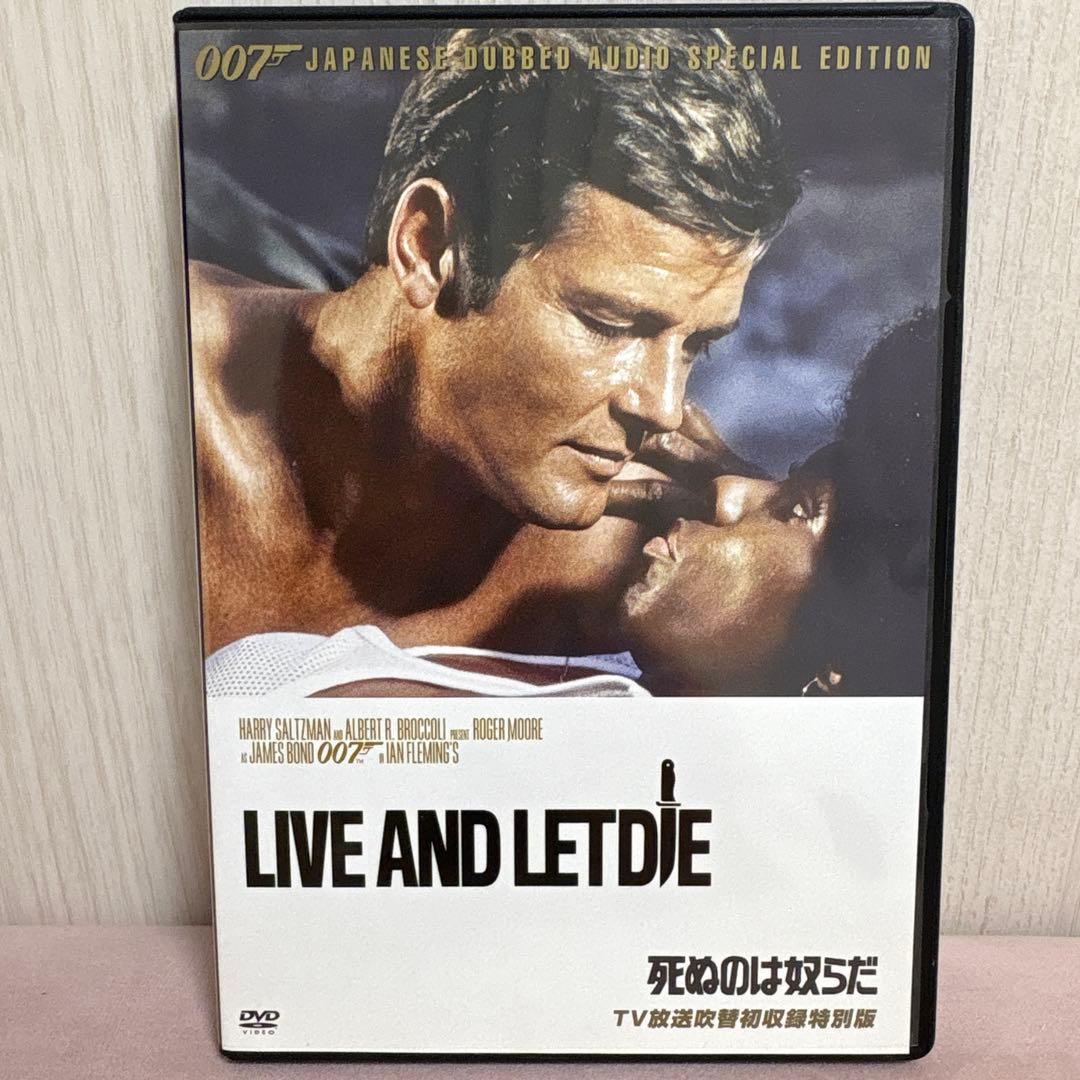 007 JAPANESE DUBBED AUDIO SPECIAL EDITION
HARRY SALTZMAN AND ALBERT R. BROCCOLI PRESENT ROGER MOORE
AS JAMES BOND 007™ IN IAN FLEMING'S
LIVE AND LET DIE
死ぬのは奴らだ
TV放送吹替初収録特別版
DVD
VIDEO